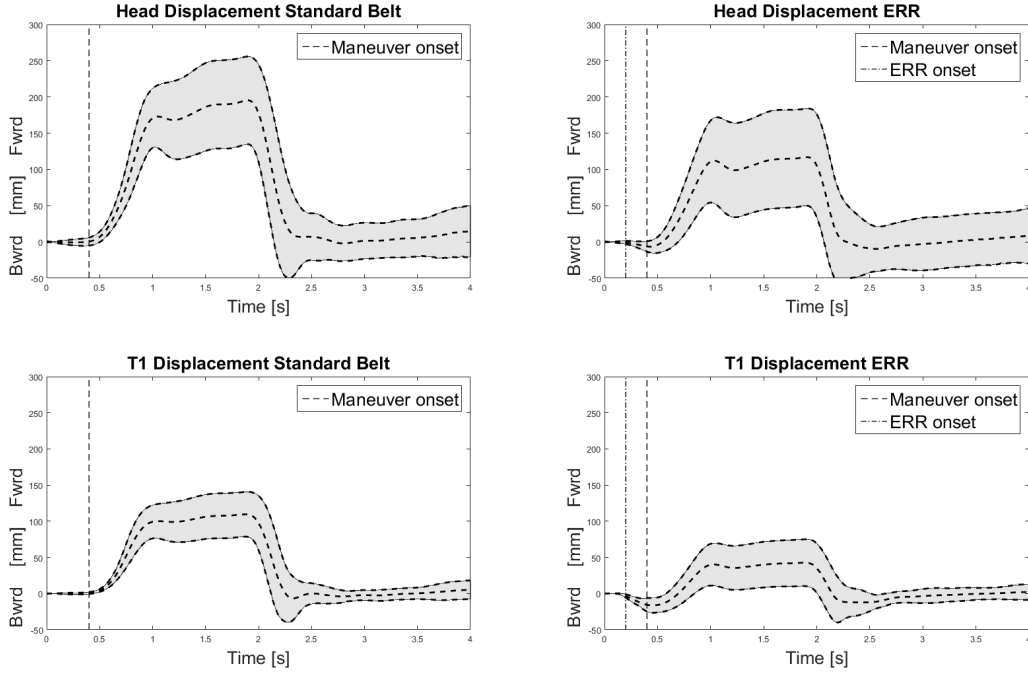 Head Displacement Standard Belt
Maneuver onset
300
250
200
150
100
50
0
-50
Bwrd [mm] Fwrd
0 0.5 1 1.5 2 2.5 3 3.5 4
Time [s]
Head Displacement ERR
Maneuver onset
ERR onset
300
250
200
150
100
50
0
-50
Bwrd [mm] Fwrd
0 0.5 1 1.5 2 2.5 3 3.5 4
Time [s]
T1 Displacement Standard Belt
Maneuver onset
300
250
200
150
100
50
0
-50
Bwrd [mm] Fwrd
0 0.5 1 1.5 2 2.5 3 3.5 4
Time [s]
T1 Displacement ERR
Maneuver onset
ERR onset
300
250
200
150
100
50
0
-50
Bwrd [mm] Fwrd
0 0.5 1 1.5 2 2.5 3 3.5 4
Time [s]